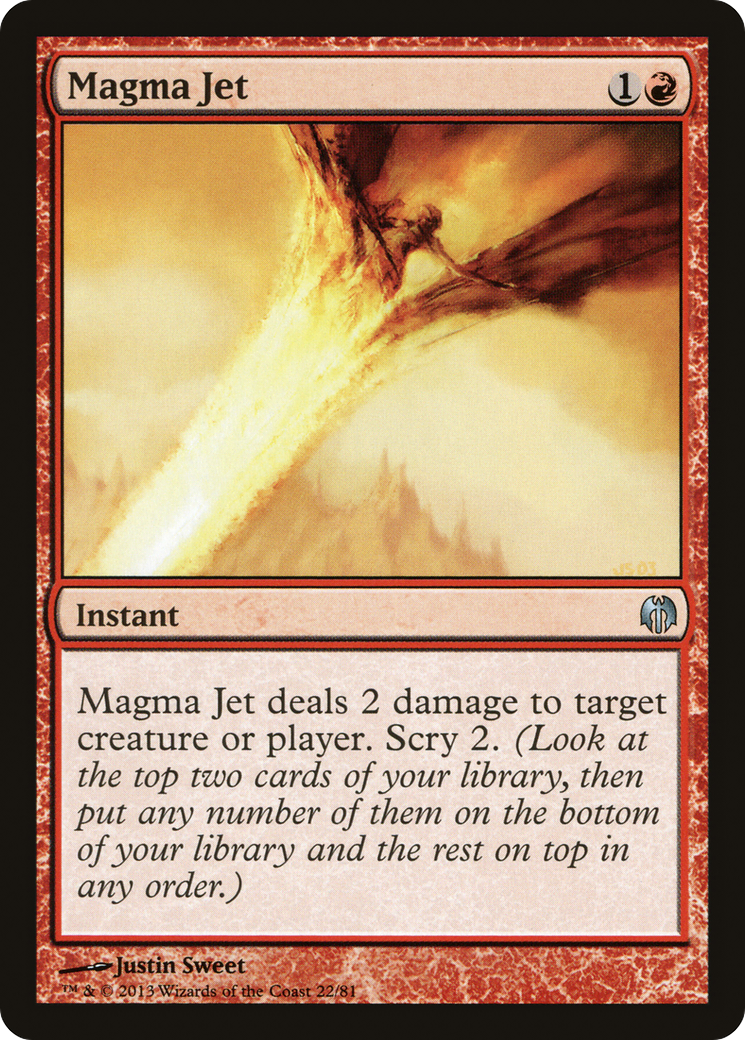 Magma Jet 1
Instant
Magma Jet deals 2 damage to target
creature or player. Scry 2. (Look at
the top two cards of your library, then
put any number of them on the bottom
of your library and the rest on top in
any order.)
Justin Sweet
™ & © 2013 Wizards of the Coast 22/81